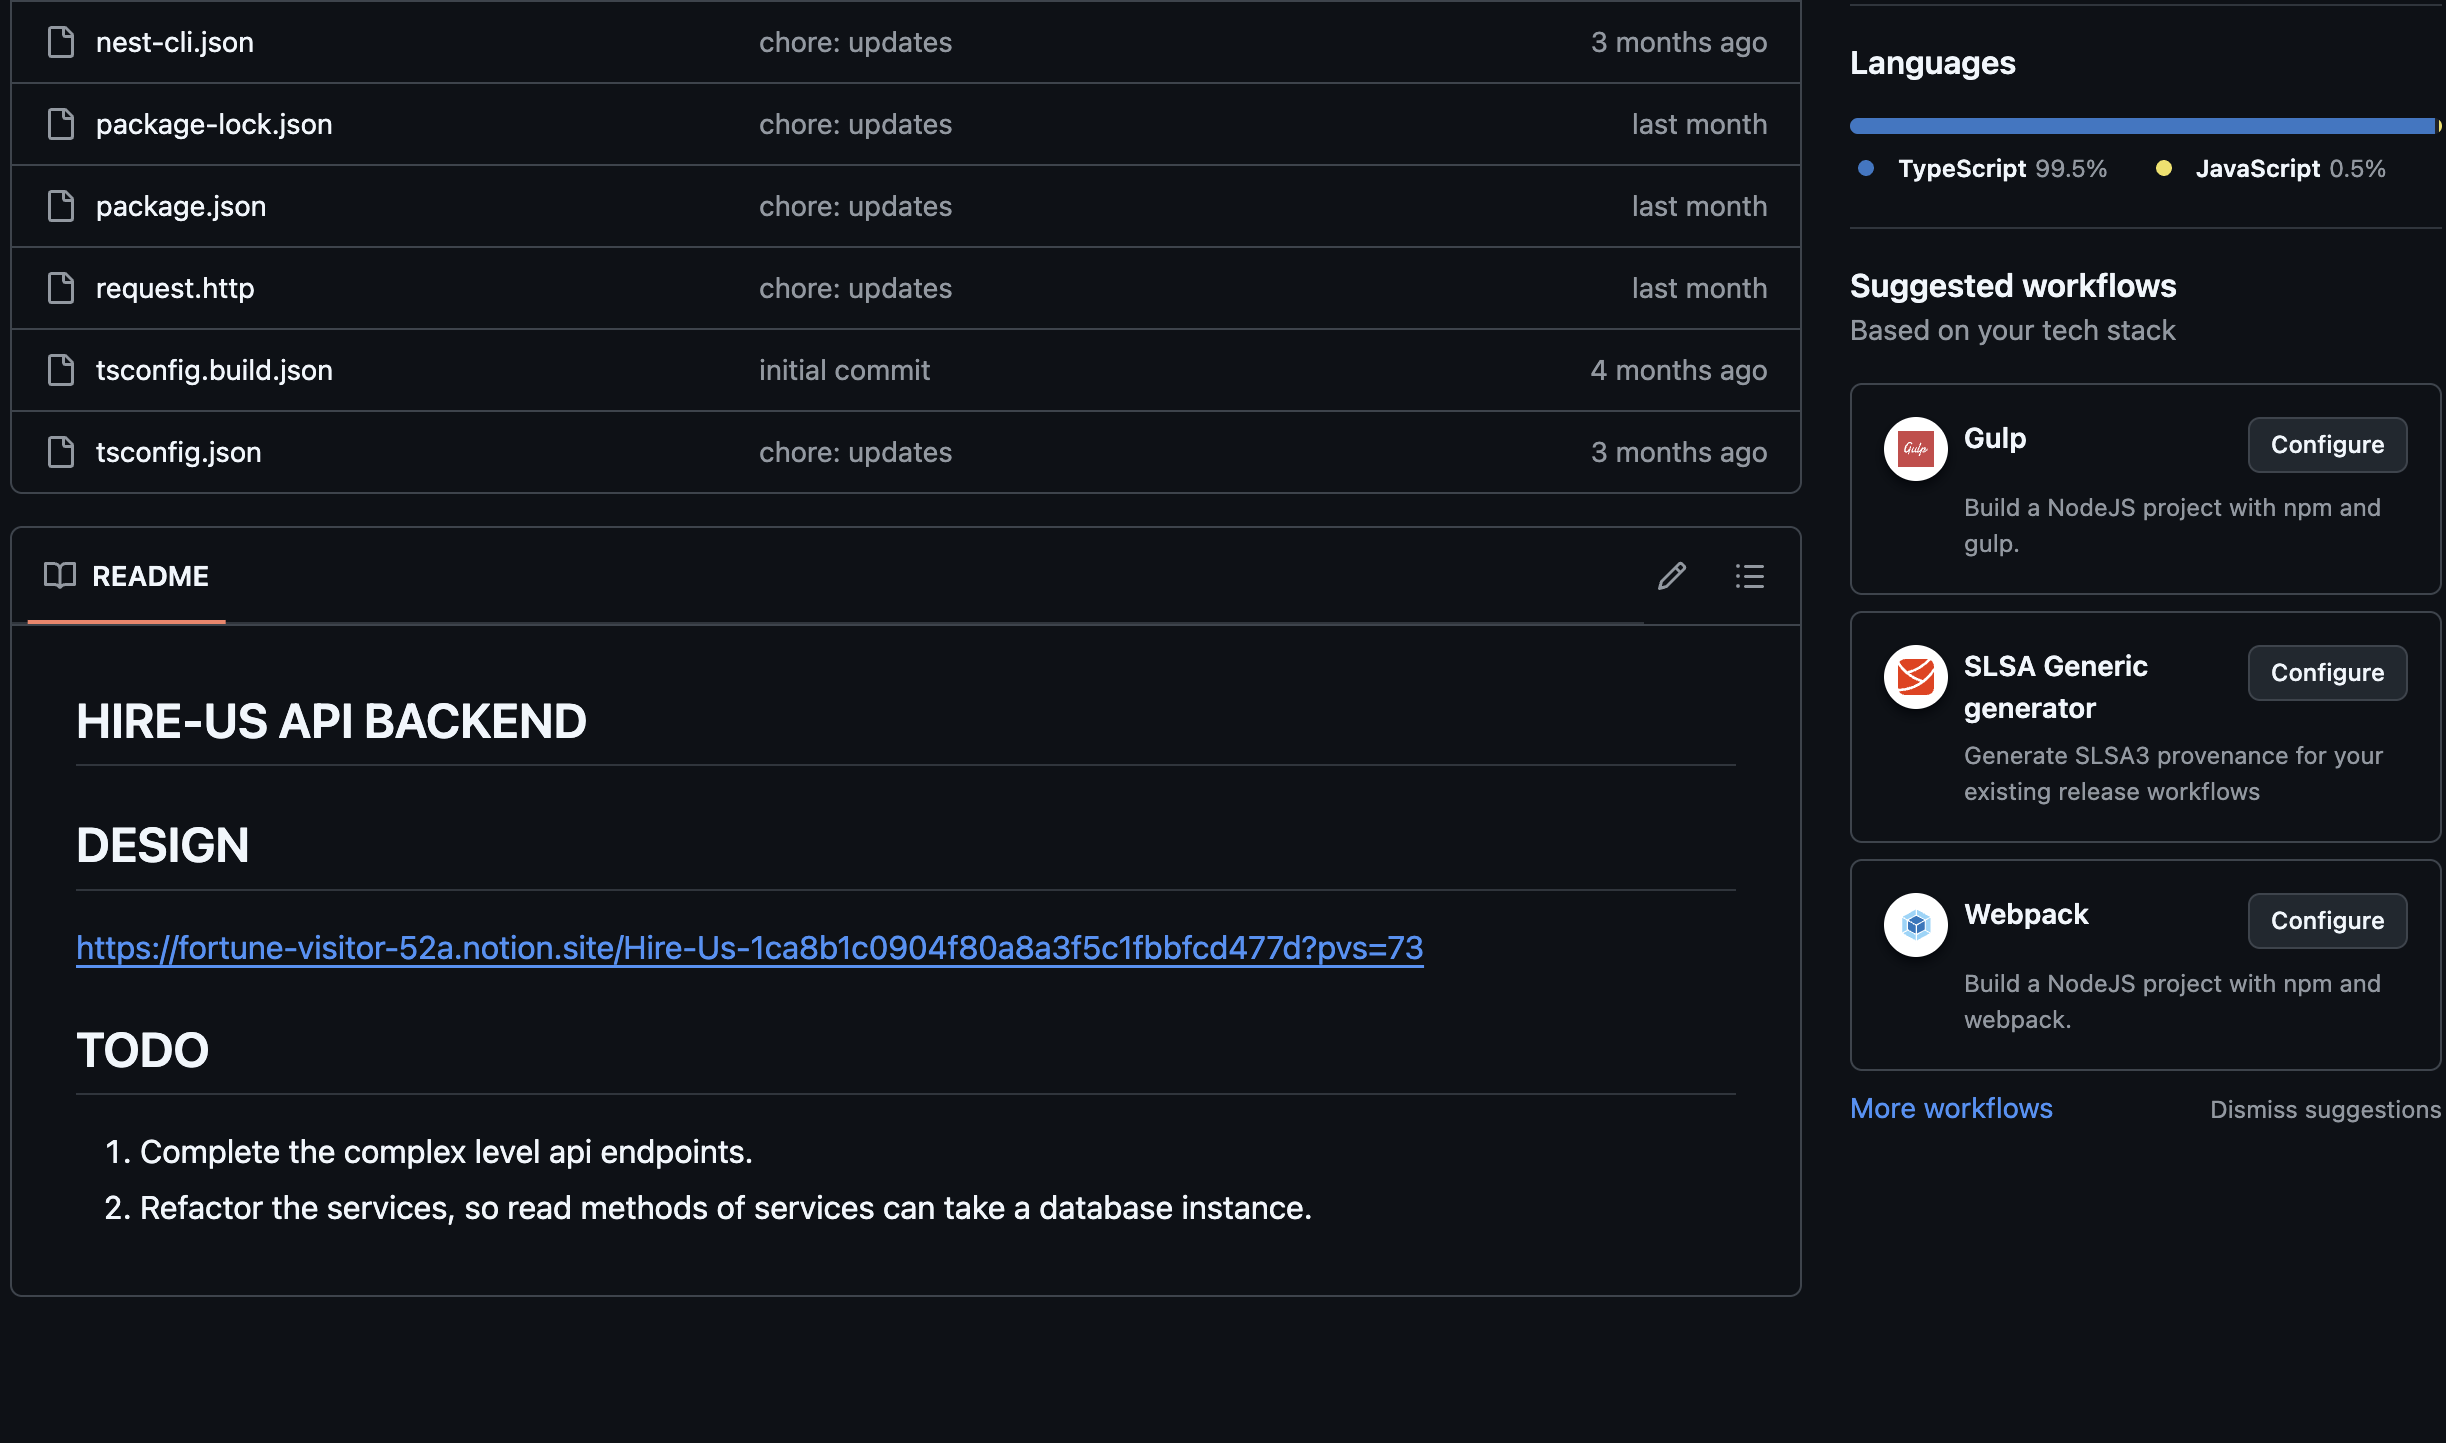 nest-cli.json chore: updates 3 months ago
package-lock.json chore: updates last month
package.json chore: updates last month
request.http chore: updates last month
tsconfig.build.json initial commit 4 months ago
tsconfig.json chore: updates 3 months ago
README
HIRE-US API BACKEND
DESIGN
https://fortune-visitor-52a.notion.site/Hire-Us-1ca8b1c0904f80a8a3f5c1fbbfcd477d?pvs=73
TODO
1. Complete the complex level api endpoints.
2. Refactor the services, so read methods of services can take a database instance.
Languages
TypeScript 99.5% JavaScript 0.5%
Suggested workflows
Based on your tech stack
Gulp
Gulp Configure
Build a NodeJS project with npm and
gulp.
SLSA Generic Configure
generator
Generate SLSA3 provenance for your
existing release workflows
Webpack Configure
Build a NodeJS project with npm and
webpack.
More workflows Dismiss suggestions